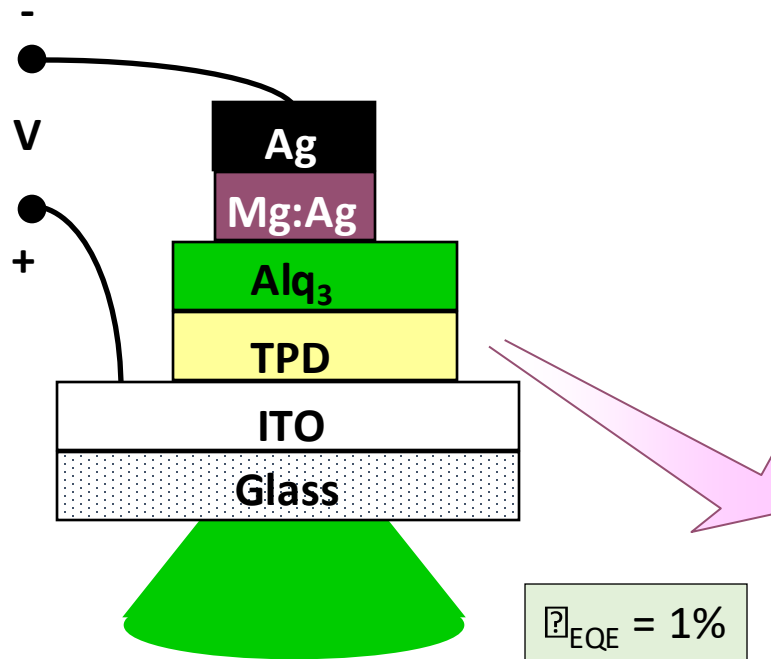 -
V
+
Ag
Mg:Ag
Alq₃
TPD
ITO
Glass
�EQE = 1%